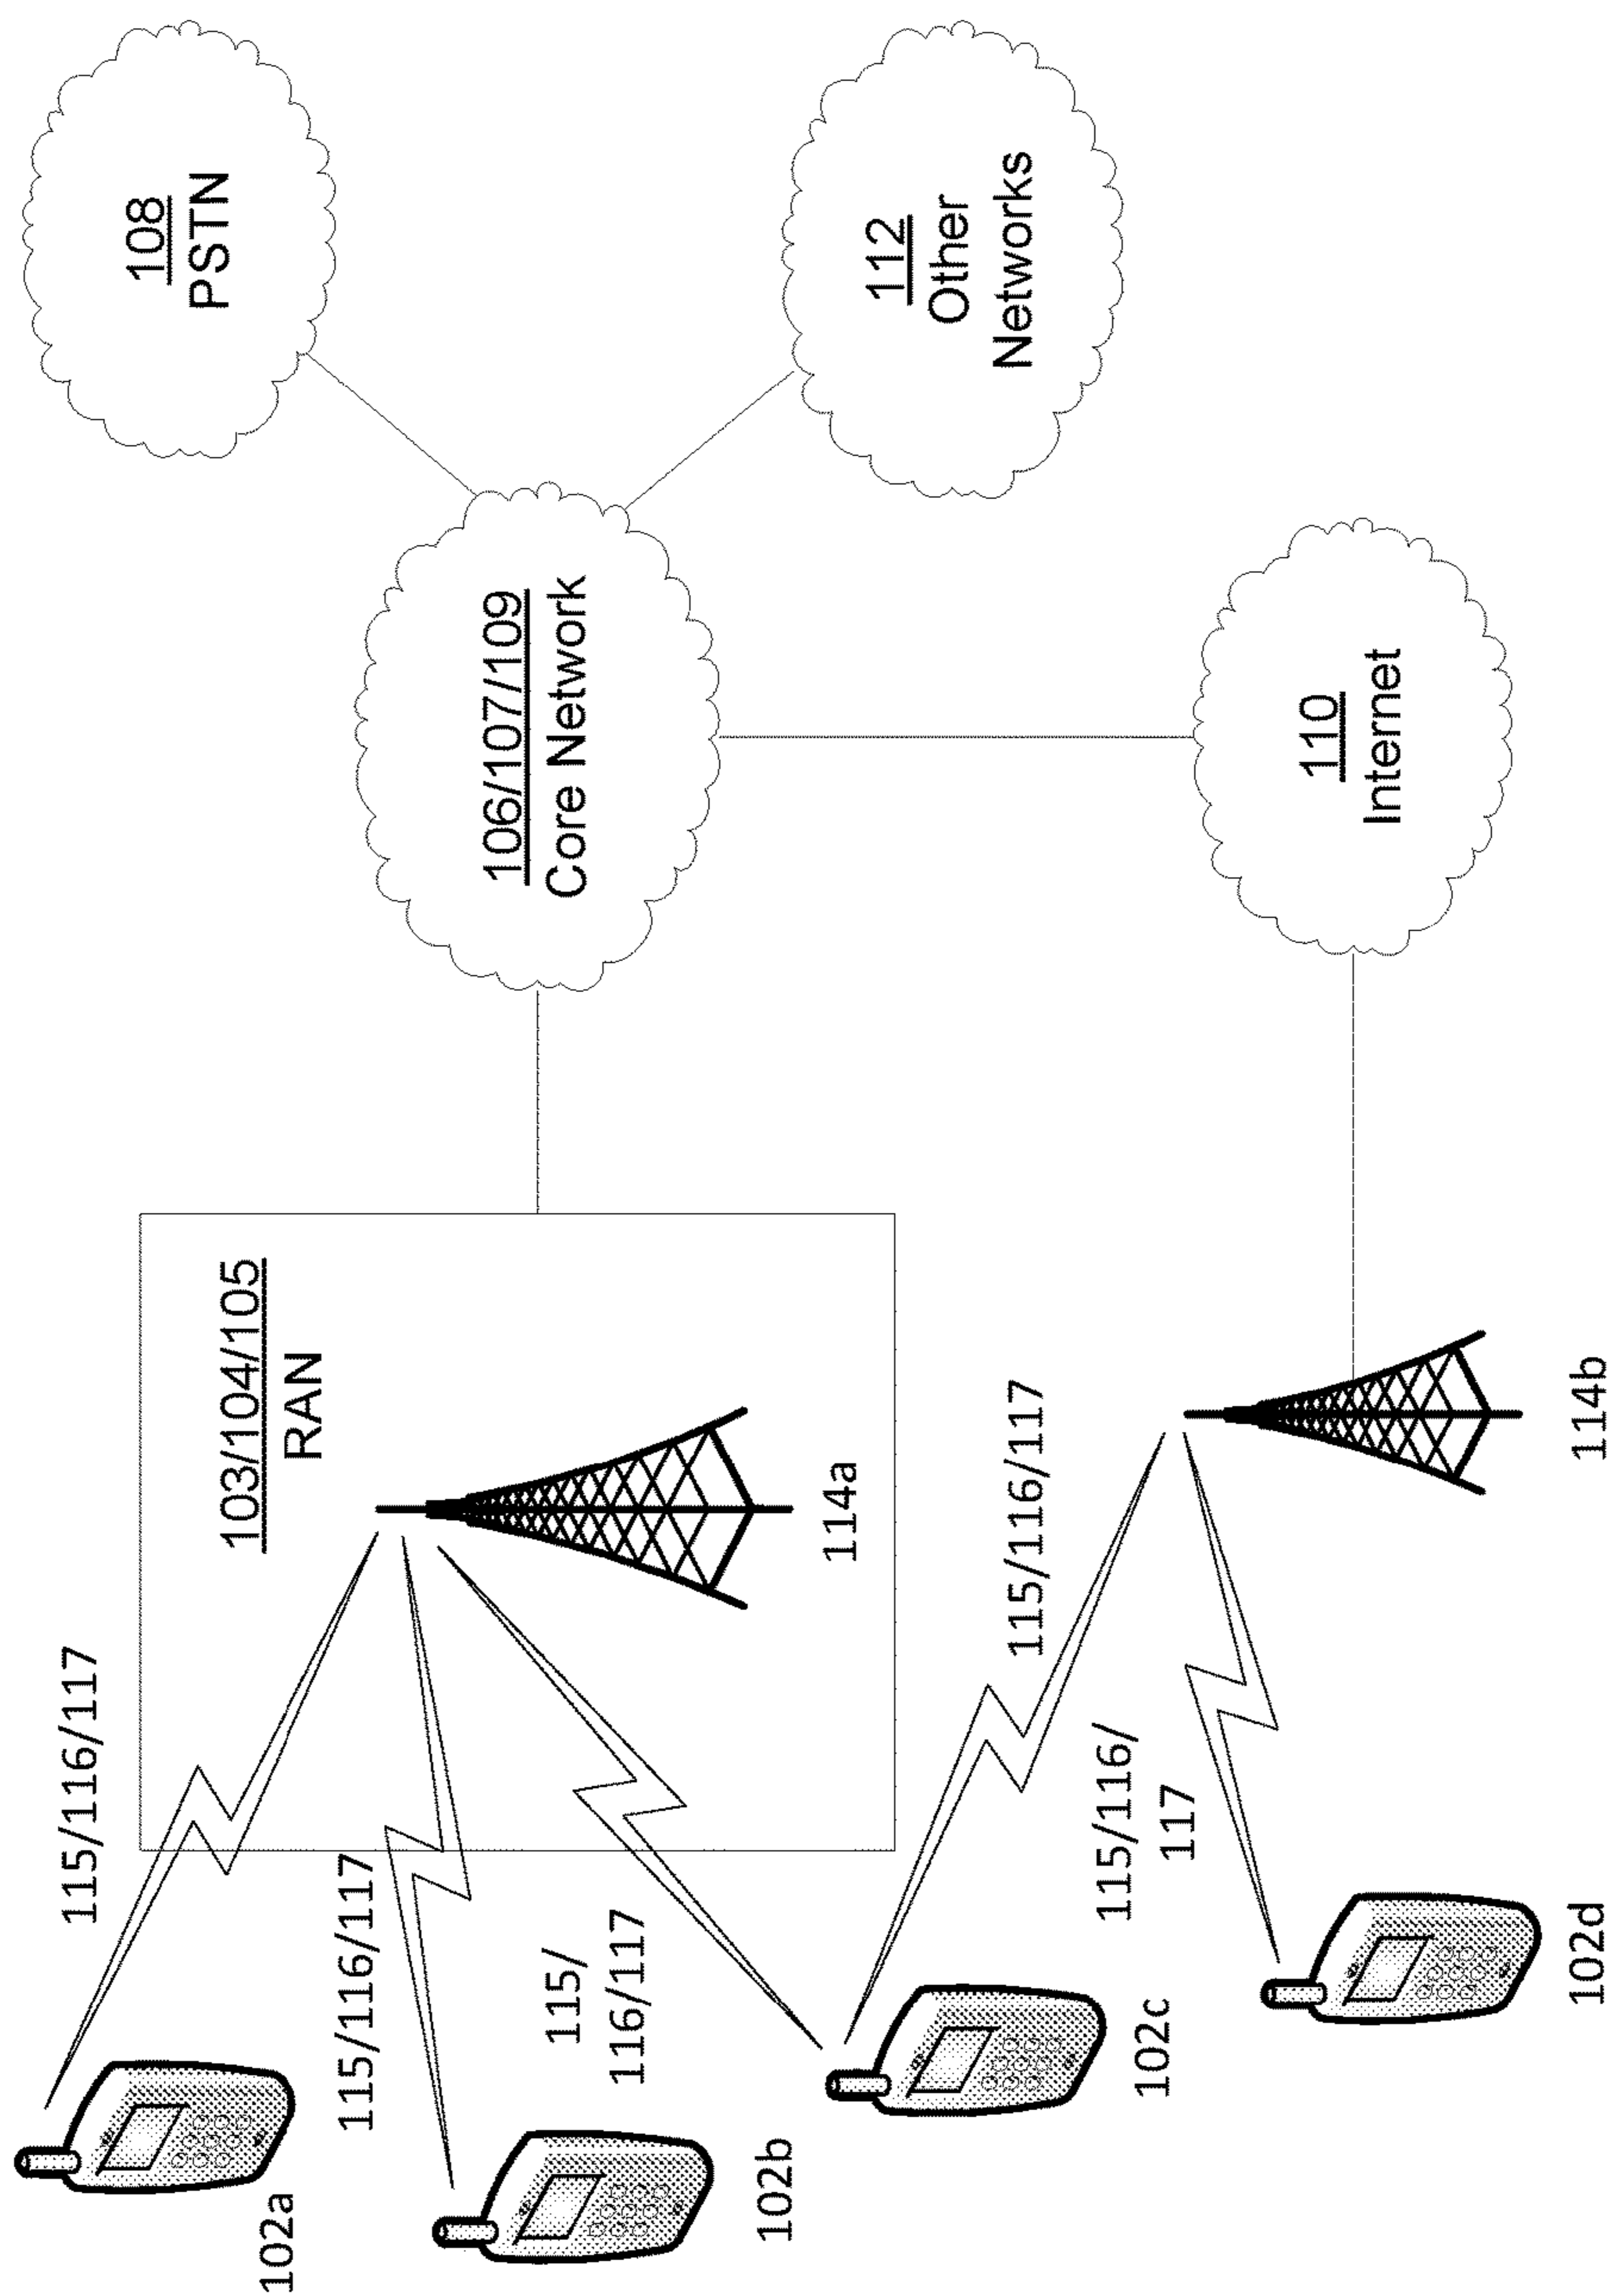 102a
115/116/117
103/104/105
RAN
108
PSTN
102b
115/116/117
114a
106/107/109
Core Network
115/
116/117
112
Other
Networks
102c
115/116/117
115/116/
117
110
Internet
102d
114b